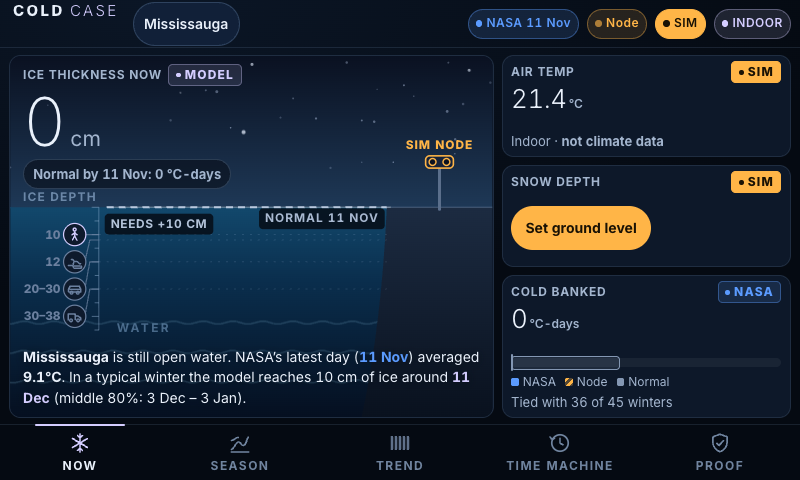 COLD CASE
Mississauga
NASA 11 Nov
Node
SIM
INDOOR
ICE THICKNESS NOW
MODEL
0 cm
Normal by 11 Nov: 0 °C-days
ICE DEPTH
SIM NODE
NEEDS +10 CM
NORMAL 11 NOV
10
12
20–30
30–38
WATER
Mississauga is still open water. NASA's latest day (11 Nov) averaged
9.1°C. In a typical winter the model reaches 10 cm of ice around 11
Dec (middle 80%: 3 Dec – 3 Jan).
AIR TEMP
SIM
21.4 °C
Indoor · not climate data
SNOW DEPTH
SIM
Set ground level
COLD BANKED
NASA
0 °C-days
NASA
Node
Normal
Tied with 36 of 45 winters
NOW
SEASON
TREND
TIME MACHINE
PROOF